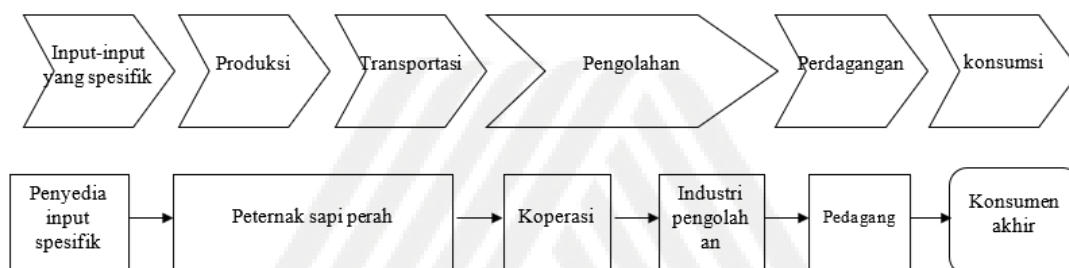 Input-input
yang spesifik
Produksi
Transportasi
Pengolahan
Perdagangan
konsumsi
Penyedia
input
spesifik
Peternak sapi perah
Koperasi
Industri
pengolah
an
Pedagang
Konsumen
akhir